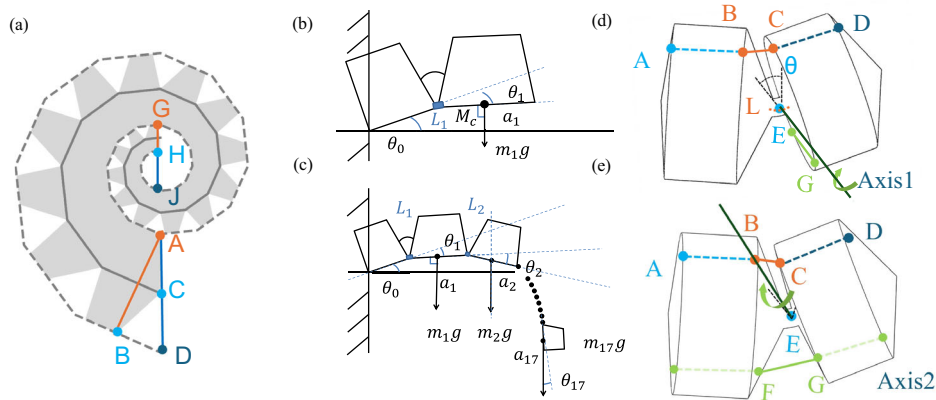 (a)
G
H
J
A
C
B
D
(b)
θ₁
L₁
M_c
a₁
θ₀
m₁g
(c)
L₁
L₂
θ₁
θ₂
θ₀
a₁
a₂
m₁g
m₂g
a₁₇
m₁₇g
θ₁₇
(d)
B
C
D
A
θ
L
E
G
Axis1
(e)
B
D
A
C
E
F
G
Axis2